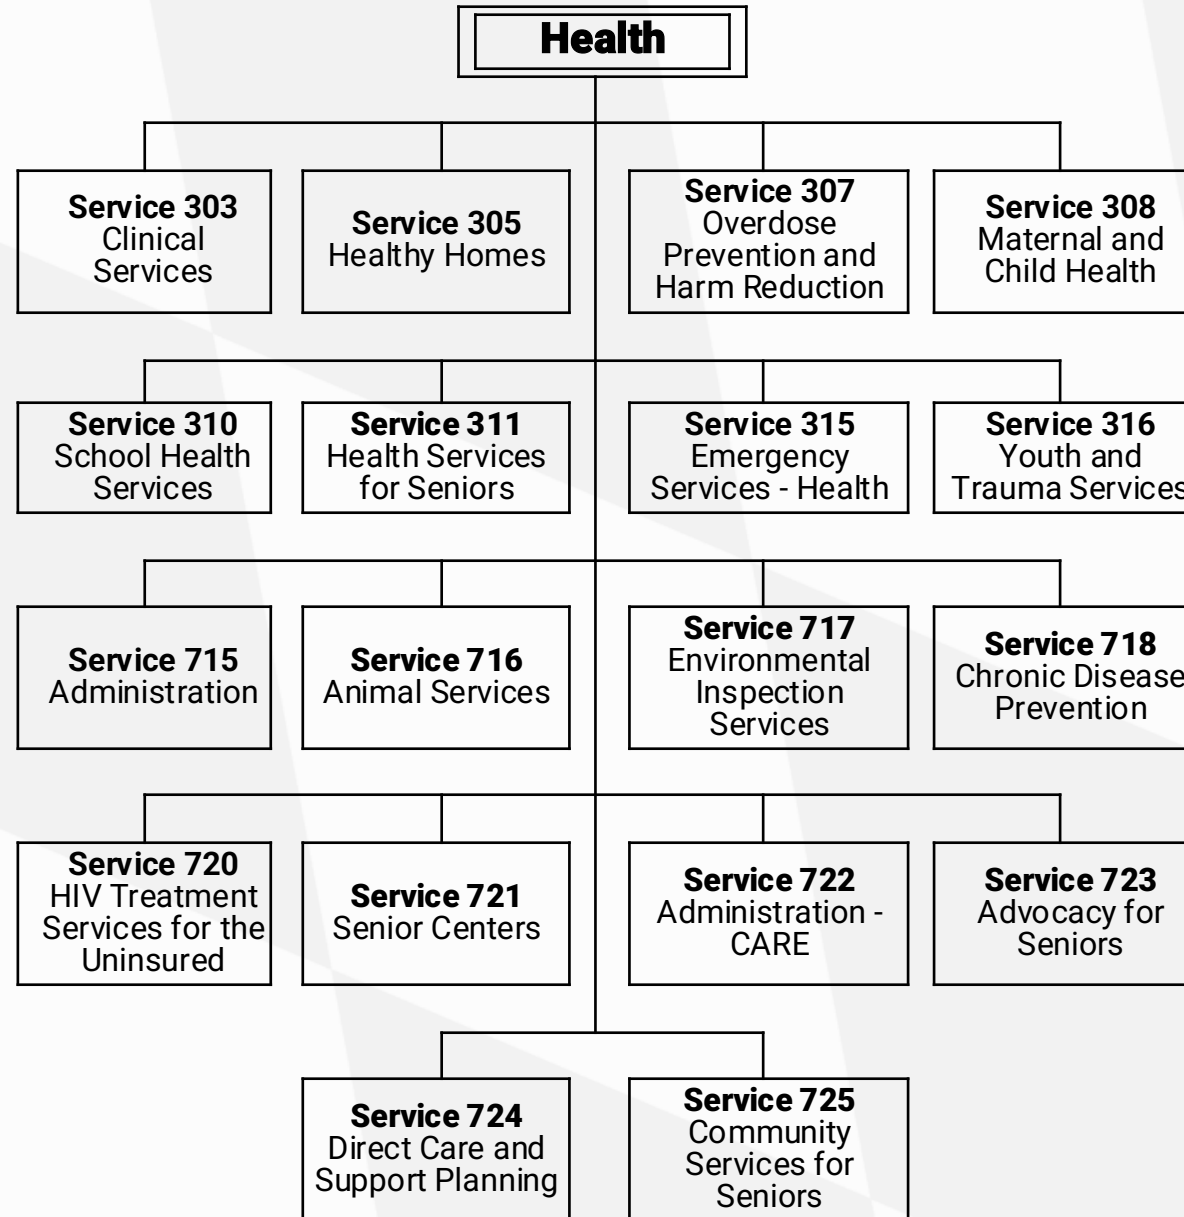 Health
Service 303
Clinical
Services
Service 305
Healthy Homes
Service 307
Overdose
Prevention and
Harm Reduction
Service 308
Maternal and
Child Health
Service 310
School Health
Services
Service 311
Health Services
for Seniors
Service 315
Emergency
Services - Health
Service 316
Youth and
Trauma Services
Service 715
Administration
Service 716
Animal Services
Service 717
Environmental
Inspection
Services
Service 718
Chronic Disease
Prevention
Service 720
HIV Treatment
Services for the
Uninsured
Service 721
Senior Centers
Service 722
Administration -
CARE
Service 723
Advocacy for
Seniors
Service 724
Direct Care and
Support Planning
Service 725
Community
Services for
Seniors